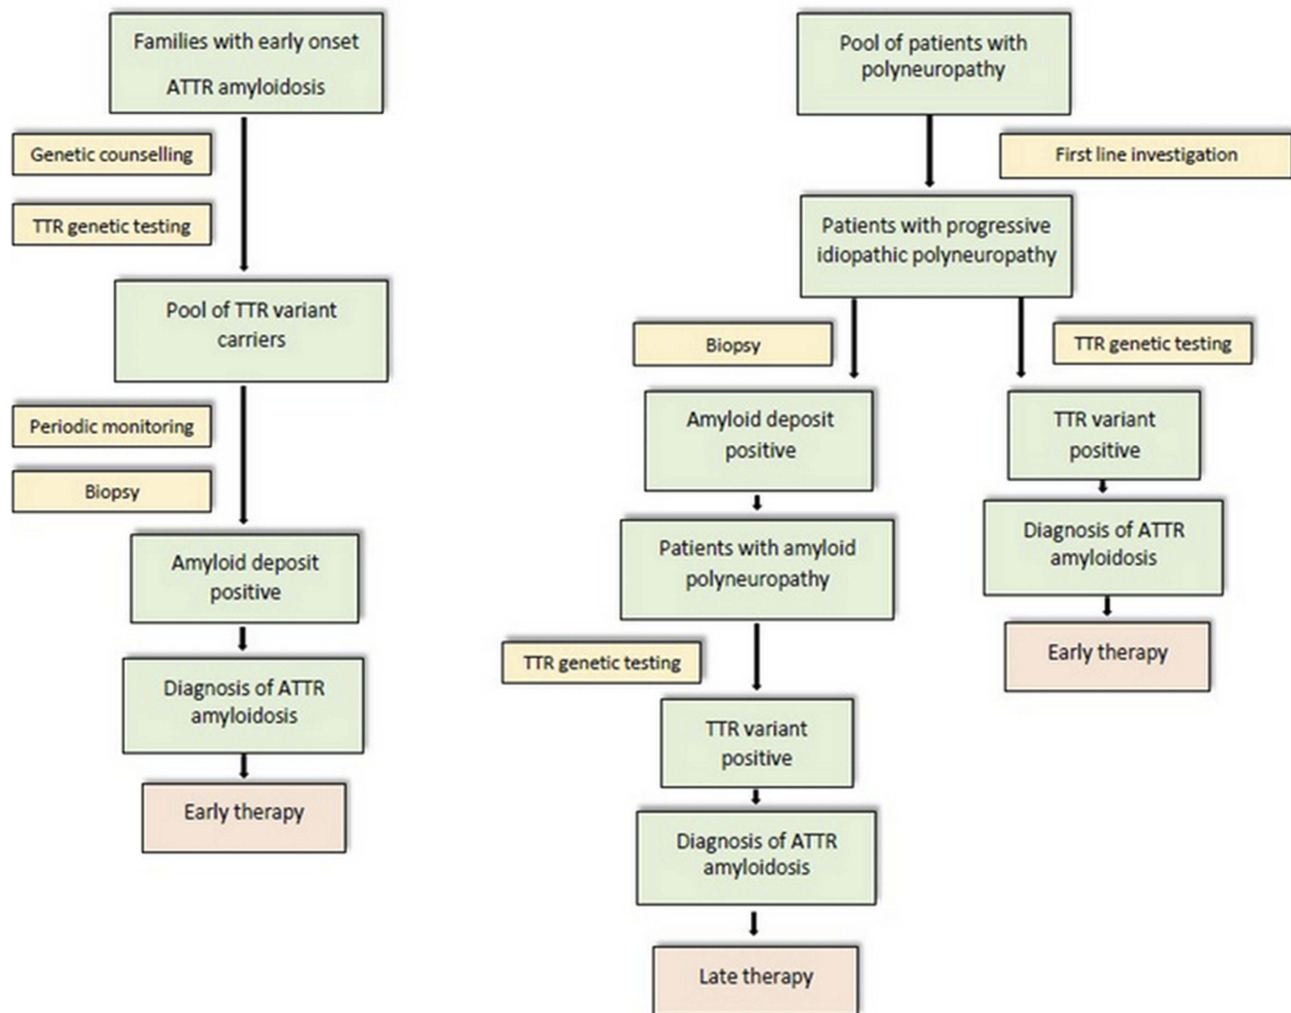 Families with early onset
ATTR amyloidosis
Genetic counselling
TTR genetic testing
Pool of TTR variant
carriers
Periodic monitoring
Biopsy
Amyloid deposit
positive
Diagnosis of ATTR
amyloidosis
Early therapy
Pool of patients with
polyneuropathy
First line investigation
Patients with progressive
idiopathic polyneuropathy
Biopsy
Amyloid deposit
positive
Patients with amyloid
polyneuropathy
TTR genetic testing
TTR variant
positive
Diagnosis of ATTR
amyloidosis
Late therapy
TTR genetic testing
TTR variant
positive
Diagnosis of ATTR
amyloidosis
Early therapy